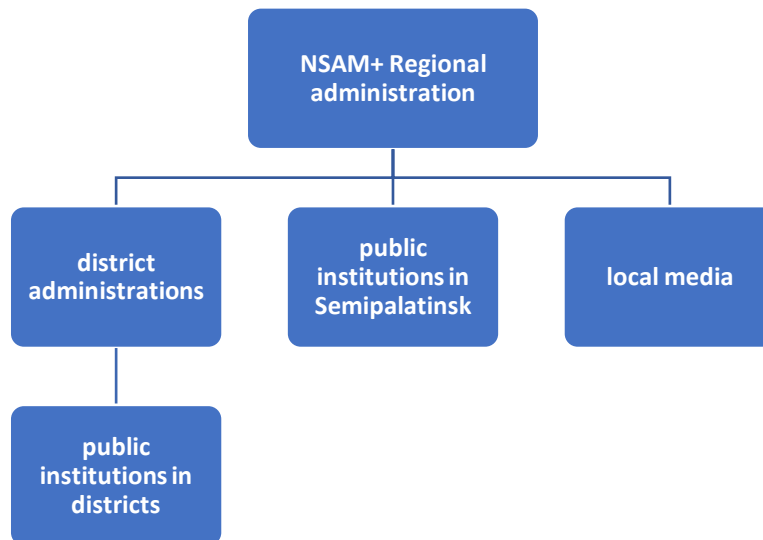 NSAM+ Regional
administration
district
administrations
public
institutions in
Semipalatinsk
local media
public
institutions in
districts